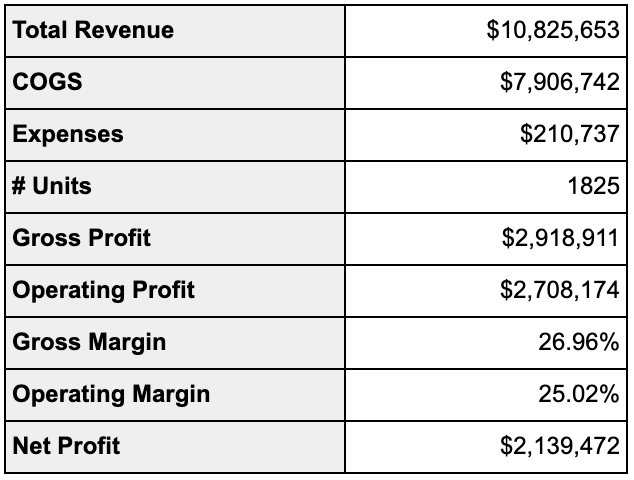 Total Revenue $10,825,653
COGS $7,906,742
Expenses $210,737
# Units 1825
Gross Profit $2,918,911
Operating Profit $2,708,174
Gross Margin 26.96%
Operating Margin 25.02%
Net Profit $2,139,472